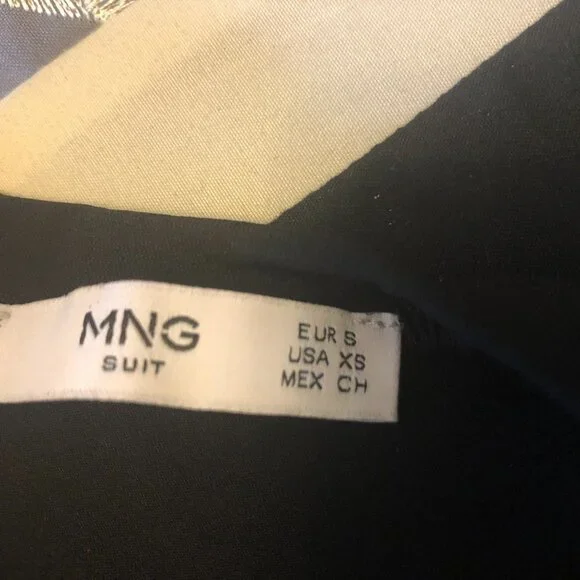 MNG
SUIT
EUR S
USA XS
MEX CH